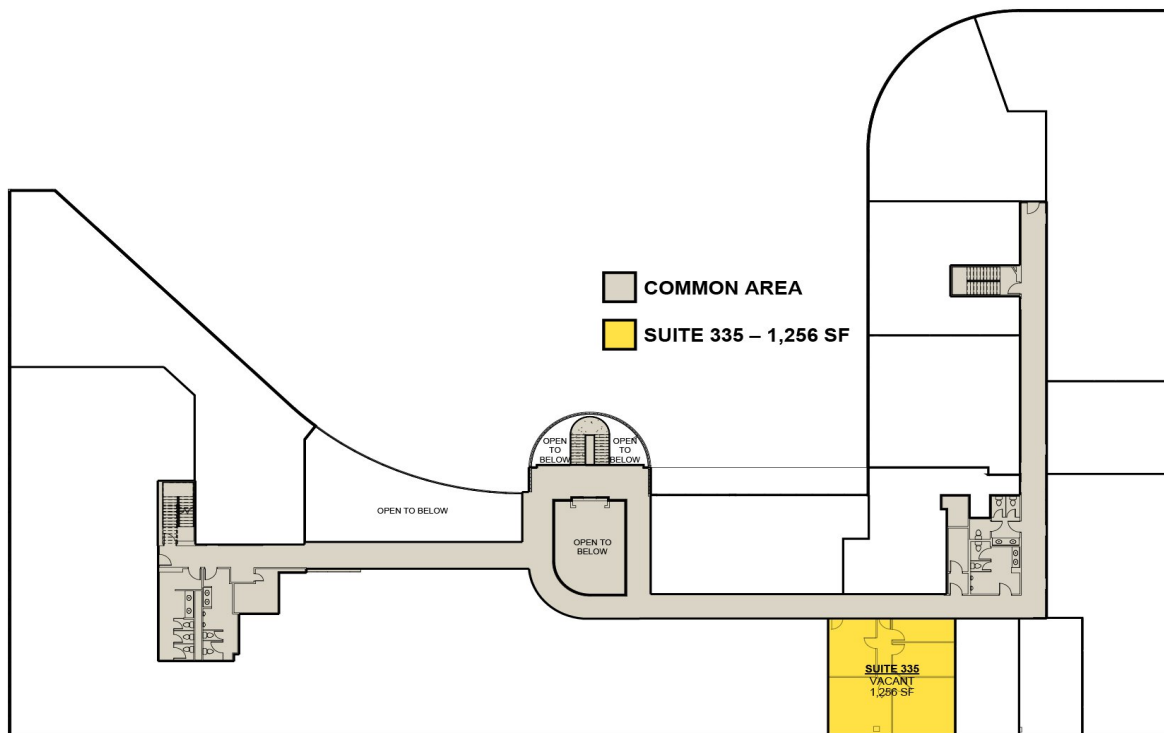 COMMON AREA
SUITE 335 – 1,256 SF
OPEN
TO
BELOW
OPEN
TO
BELOW
OPEN TO BELOW
OPEN TO
BELOW
SUITE 335
VACANT
1,256 SF